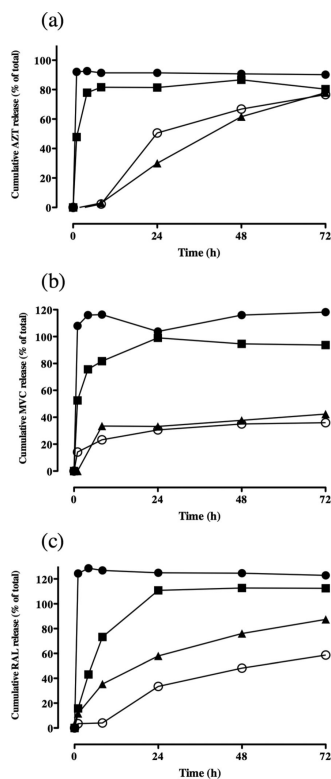 (a)
Cumulative AZT release (% of total)
100
80
60
40
20
0
0 24 48 72
Time (h)
(b)
Cumulative MVC release (% of total)
120
100
80
60
40
20
0
0 24 48 72
Time (h)
(c)
Cumulative RAL release (% of total)
120
100
80
60
40
20
0
0 24 48 72
Time (h)